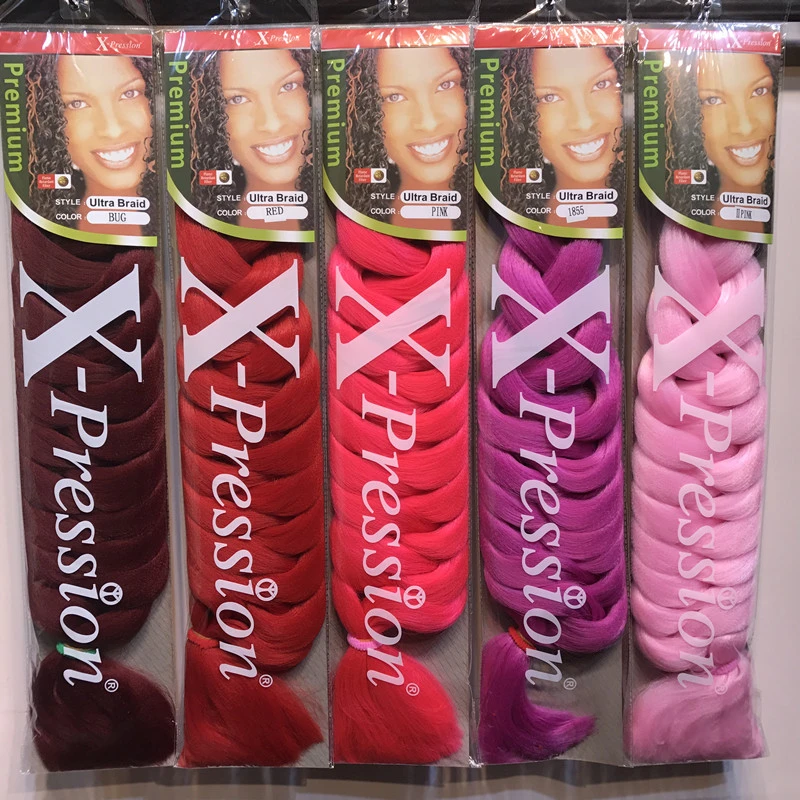 X-Pression
Premium
STYLE : Ultra Braid
COLOR : BUG
X-Pression®
X-Pression
Premium
STYLE : Ultra Braid
COLOR : RED
X-Pression®
X-Pression
Premium
STYLE : Ultra Braid
COLOR : PINK
X-Pression®
X-Pression
Premium
STYLE : Ultra Braid
COLOR : 1855
X-Pression®
X-Pression
Premium
STYLE : Ultra Braid
COLOR : IIPINK
X-Pression®